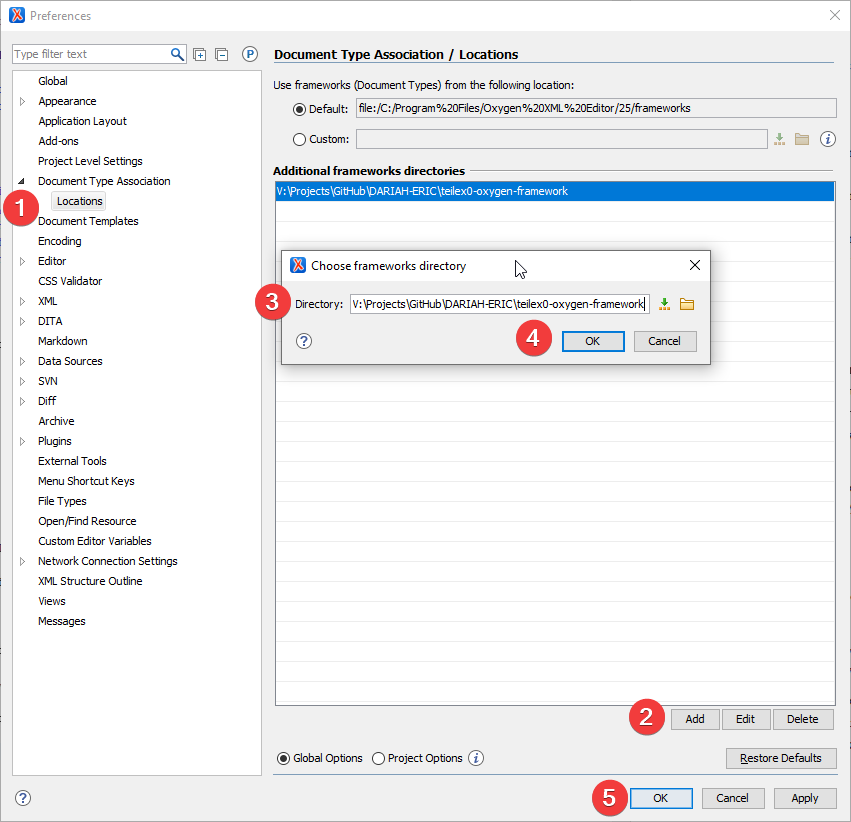 Preferences
Type filter text
P
Global
Appearance
Application Layout
Add-ons
Project Level Settings
Document Type Association
1
Locations
Document Templates
Encoding
Editor
CSS Validator
XML
DITA
Markdown
Data Sources
SVN
Diff
Archive
Plugins
External Tools
Menu Shortcut Keys
File Types
Open/Find Resource
Custom Editor Variables
Network Connection Settings
XML Structure Outline
Views
Messages
Document Type Association / Locations
Use frameworks (Document Types) from the following location:
Default: file:/C:/Program%20Files/Oxygen%20XML%20Editor/25/frameworks
Custom:
i
Additional frameworks directories
V:\Projects\GitHub\DARIAH-ERIC\teilex0-oxygen-framework
Choose frameworks directory
3 Directory: V:\Projects\GitHub\DARIAH-ERIC\teilex0-oxygen-framework
? 4 OK Cancel
2 Add Edit Delete
Global Options Project Options i Restore Defaults
? 5 OK Cancel Apply